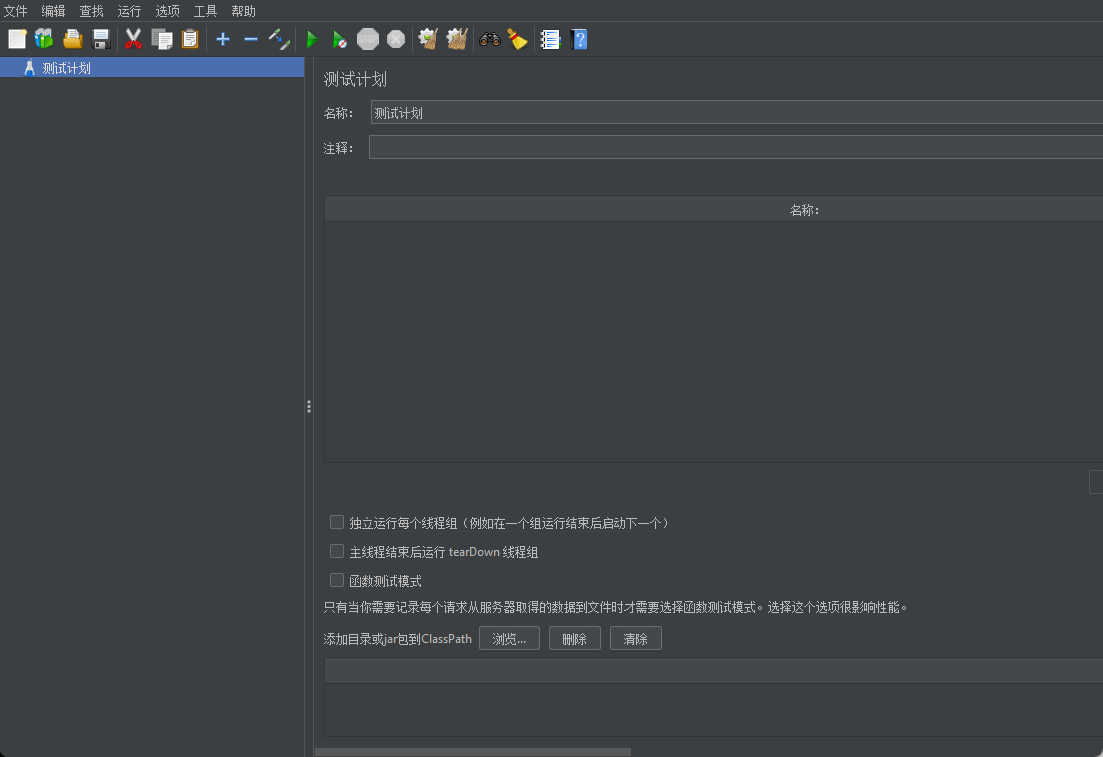 文件 编辑 查找 运行 选项 工具 帮助
测试计划
测试计划
名称： 测试计划
注释：
名称：
独立运行每个线程组（例如在一个组运行结束后启动下一个）
主线程结束后运行 tearDown 线程组
函数测试模式
只有当你需要记录每个请求从服务器取得的数据到文件时才需要选择函数测试模式。选择这个选项很影响性能。
添加目录或jar包到ClassPath 浏览... 删除 清除